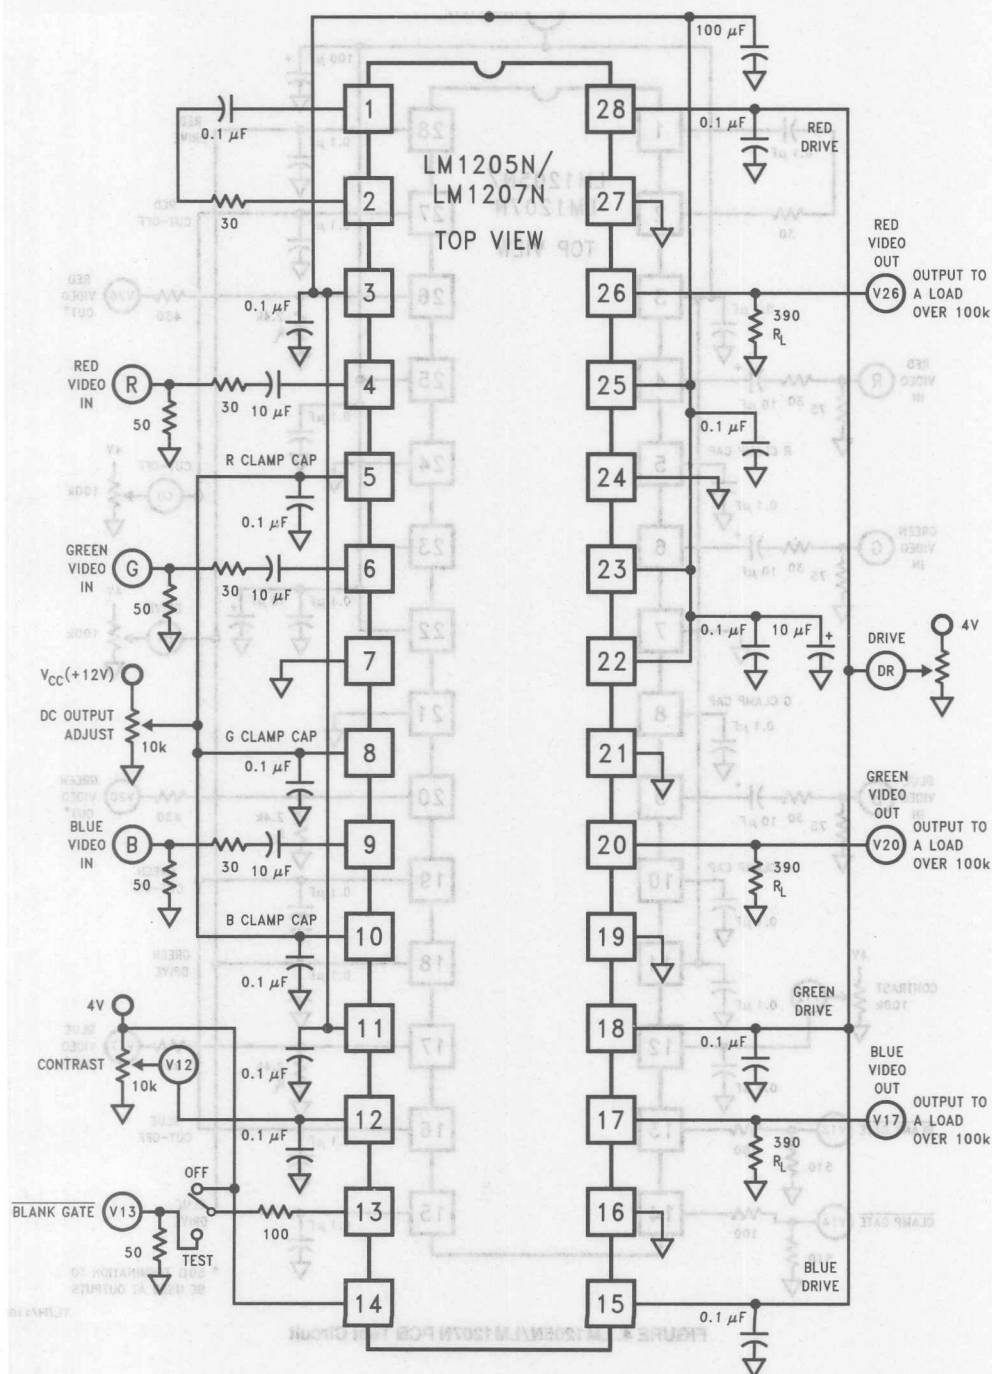 100 µF
1
0.1 µF
28
0.1 µF
RED
DRIVE
LM1205N/
LM1207N
TOP VIEW
2
30
27
RED
VIDEO
OUT
3
0.1 µF
26
V26
OUTPUT TO
A LOAD
OVER 100k
390
RL
RED
VIDEO
IN
R
50
30
10 µF
4
25
0.1 µF
R CLAMP CAP
5
0.1 µF
24
GREEN
VIDEO
IN
G
50
30
10 µF
6
23
0.1 µF
10 µF
+
7
22
DRIVE
DR
4V
VCC(+12V)
DC OUTPUT
ADJUST
10k
G CLAMP CAP
0.1 µF
8
21
GREEN
VIDEO
OUT
BLUE
VIDEO
IN
B
50
30
10 µF
9
20
V20
OUTPUT TO
A LOAD
OVER 100k
390
RL
B CLAMP CAP
10
0.1 µF
19
4V
CONTRAST
10k
V12
11
0.1 µF
18
GREEN
DRIVE
0.1 µF
BLUE
VIDEO
OUT
12
0.1 µF
17
V17
OUTPUT TO
A LOAD
OVER 100k
390
RL
OFF
BLANK GATE
V13
50
TEST
100
13
16
BLUE
DRIVE
14
15
0.1 µF
FIGURE 4. LM1205N/LM1207N PCB Test Circuit